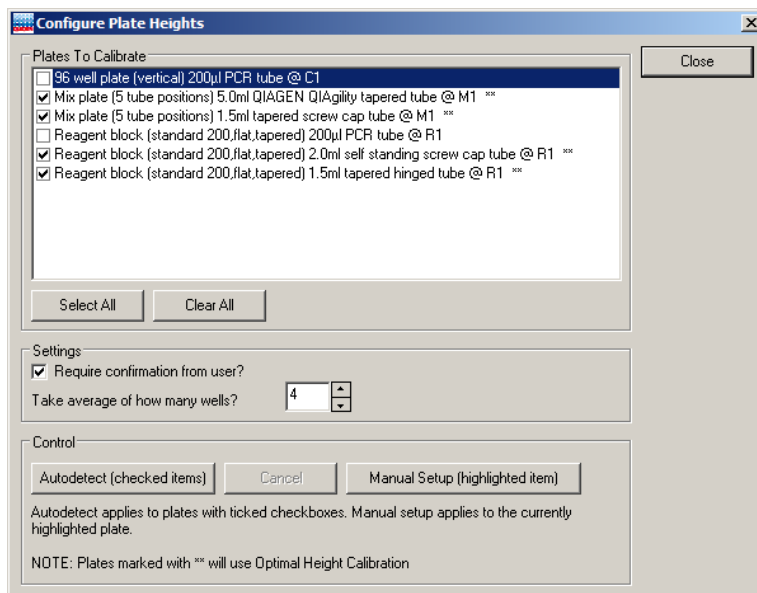 Configure Plate Heights
Plates To Calibrate
96 well plate (vertical) 200µl PCR tube @ C1
Mix plate (5 tube positions) 5.0ml QIAGEN QIAgility tapered tube @ M1 **
Mix plate (5 tube positions) 1.5ml tapered screw cap tube @ M1 **
Reagent block (standard 200,flat,tapered) 200µl PCR tube @ R1
Reagent block (standard 200,flat,tapered) 2.0ml self standing screw cap tube @ R1 **
Reagent block (standard 200,flat,tapered) 1.5ml tapered hinged tube @ R1 **
Close
Select All Clear All
Settings
Require confirmation from user?
Take average of how many wells? 4
Control
Autodetect (checked items) Cancel Manual Setup (highlighted item)
Autodetect applies to plates with ticked checkboxes. Manual setup applies to the currently
highlighted plate.
NOTE: Plates marked with ** will use Optimal Height Calibration